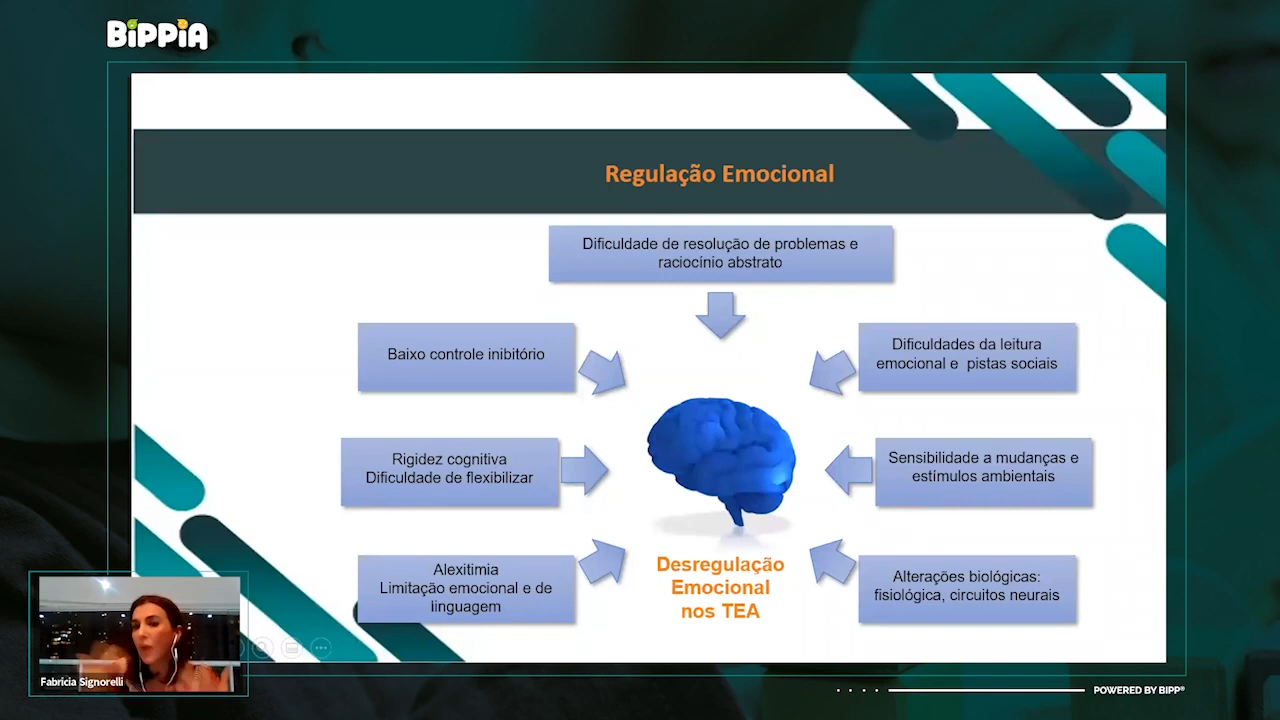 BiPPiA
Regulação Emocional
Dificuldade de resolução de problemas e
raciocínio abstrato
Baixo controle inibitório
Dificuldades da leitura
emocional e pistas sociais
Rigidez cognitiva
Dificuldade de flexibilizar
Sensibilidade a mudanças e
estímulos ambientais
Alexitimia
Limitação emocional e de
linguagem
Desregulação
Emocional
nos TEA
Alterações biológicas:
fisiológica, circuitos neurais
Fabricia Signorelli
POWERED BY BIPP®